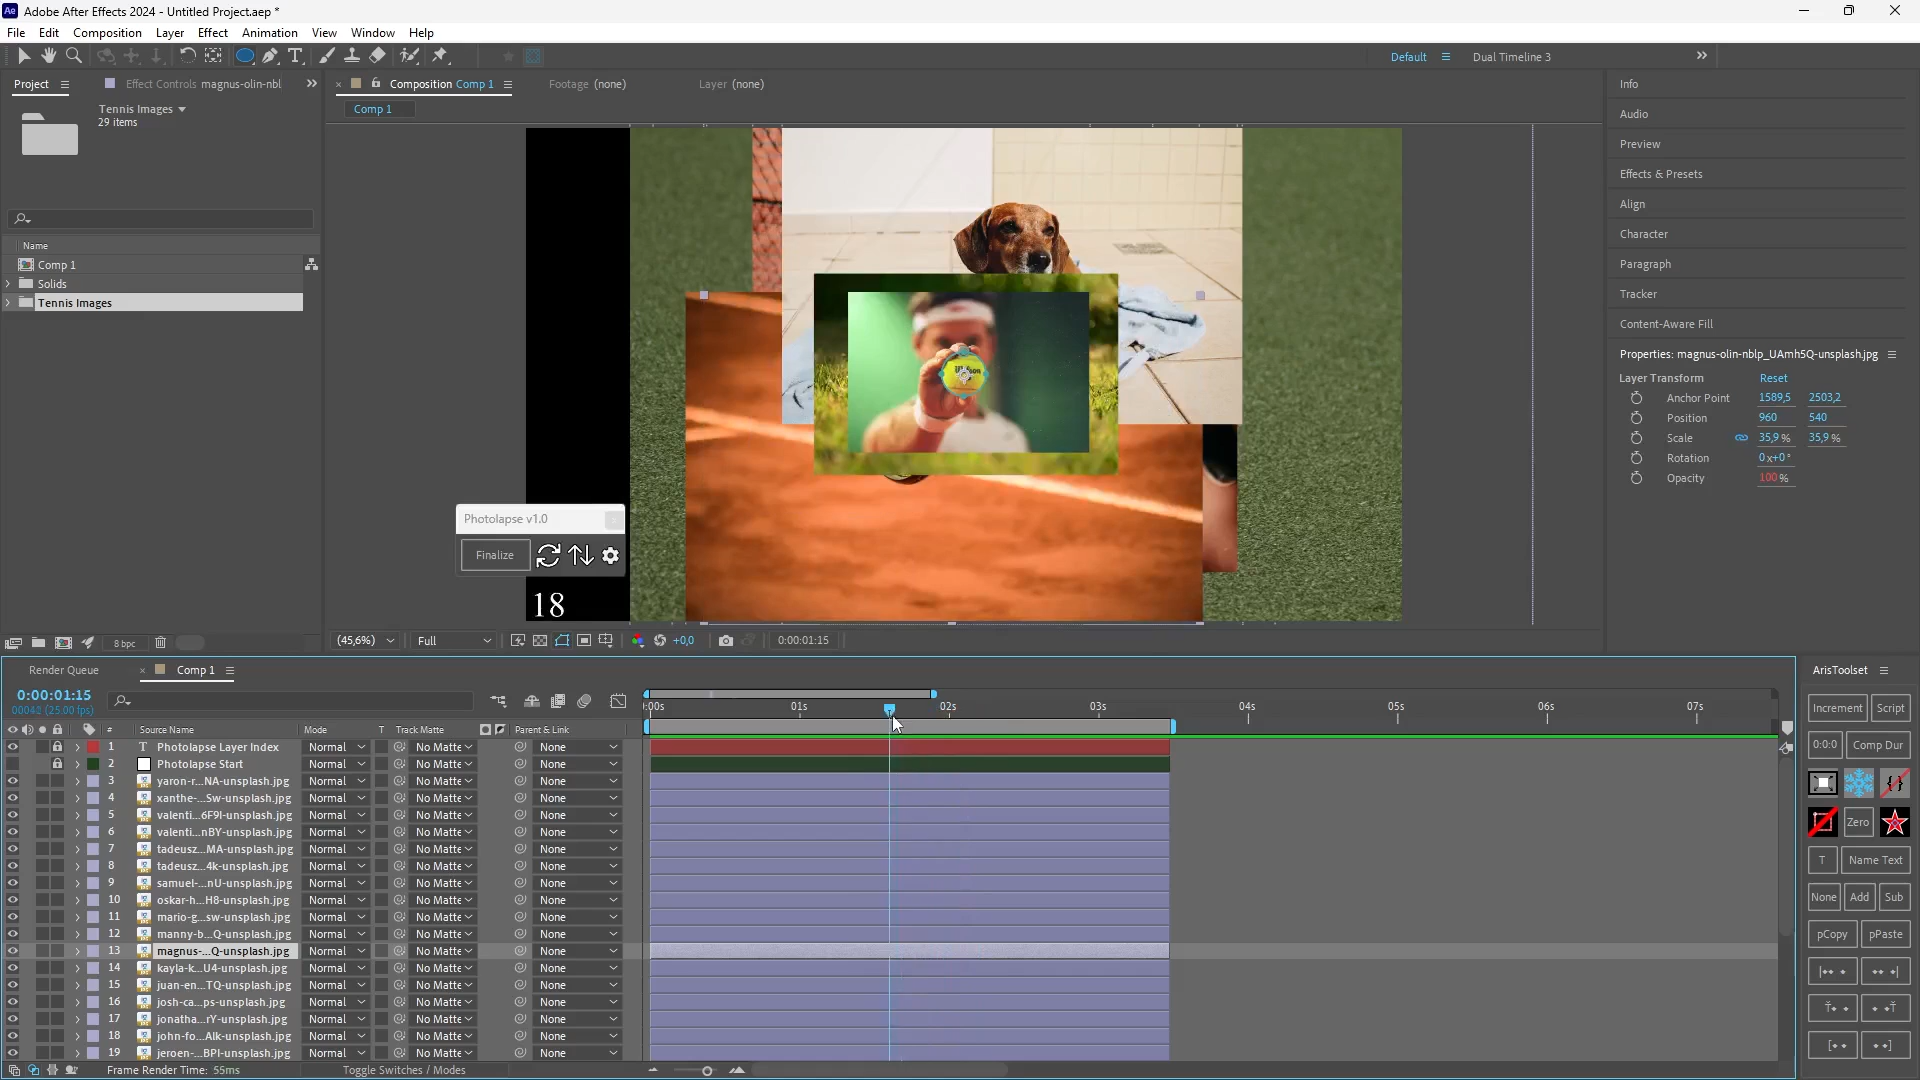 Adobe After Effects 2024 - Untitled Project.aep *
File Edit Composition Layer Effect Animation View Window Help
Default
Dual Timeline 3
Project
Effect Controls magnus-olin-nbl
Composition Comp 1
Footage (none)
Layer (none)
Tennis Images
29 items
Comp 1
Name
Comp 1
Solids
Tennis Images
8 bpc
Wilson
Photolapse v1.0
Finalize
18
(45,6%)
Full
+0,0
0:00:01:15
Info
Audio
Preview
Effects & Presets
Align
Character
Paragraph
Tracker
Content-Aware Fill
Properties: magnus-olin-nblp_UAmh5Q-unsplash.jpg
Layer Transform Reset
Anchor Point 1589,5 2503,2
Position 960 540
Scale 35,9 % 35,9 %
Rotation 0x+0°
Opacity 100 %
Render Queue
Comp 1
0:00:01:15
00040 (25.00 fps)
:00s 01s 02s 03s 04s 05s 06s 07s
# Source Name Mode T Track Matte Parent & Link
1 T Photolapse Layer Index Normal No Matte None
2 Photolapse Start Normal No Matte None
3 yaron-r...NA-unsplash.jpg Normal No Matte None
4 xanthe-...Sw-unsplash.jpg Normal No Matte None
5 valenti...6F9I-unsplash.jpg Normal No Matte None
6 valenti...nBY-unsplash.jpg Normal No Matte None
7 tadeusz...MA-unsplash.jpg Normal No Matte None
8 tadeusz...4k-unsplash.jpg Normal No Matte None
9 samuel-...nU-unsplash.jpg Normal No Matte None
10 oskar-h...H8-unsplash.jpg Normal No Matte None
11 mario-g...sw-unsplash.jpg Normal No Matte None
12 manny-b...Q-unsplash.jpg Normal No Matte None
13 magnus-...Q-unsplash.jpg Normal No Matte None
14 kayla-k...U4-unsplash.jpg Normal No Matte None
15 juan-en...TQ-unsplash.jpg Normal No Matte None
16 josh-ca...ps-unsplash.jpg Normal No Matte None
17 jonatha...rY-unsplash.jpg Normal No Matte None
18 john-fo...Alk-unsplash.jpg Normal No Matte None
19 jeroen-...BPI-unsplash.jpg Normal No Matte None
Frame Render Time: 55ms
Toggle Switches / Modes
ArisToolset
Increment Script
0:0:0 Comp Dur
Zero
T Name Text
None Add Sub
pCopy pPaste